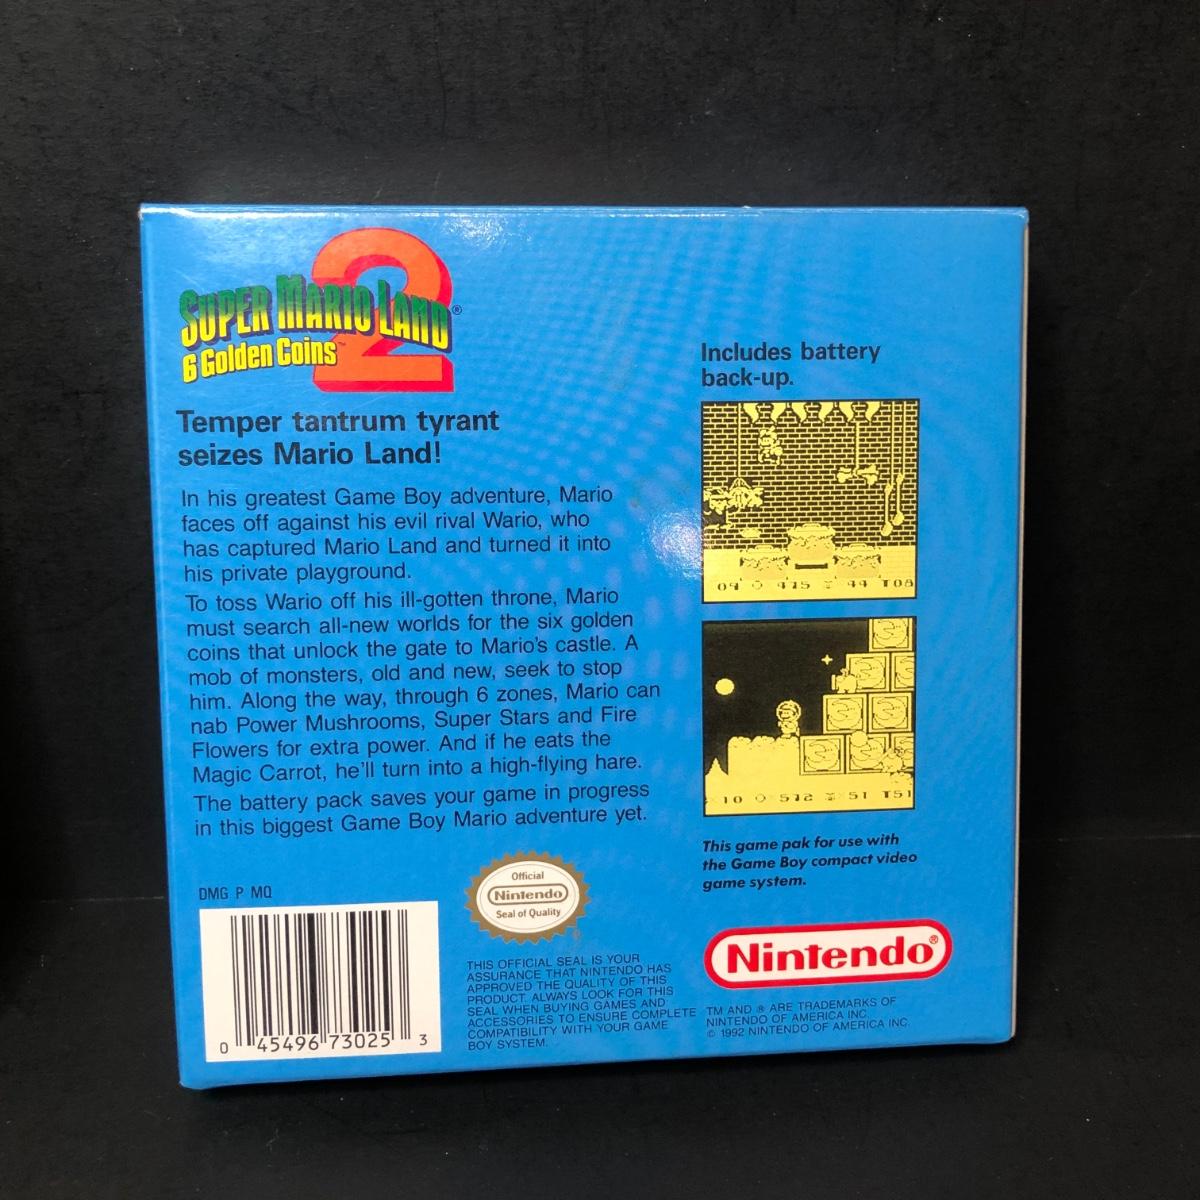 2
SUPER MARIO LAND®
6 Golden Coins™
Temper tantrum tyrant
seizes Mario Land!
In his greatest Game Boy adventure, Mario
faces off against his evil rival Wario, who
has captured Mario Land and turned it into
his private playground.
To toss Wario off his ill-gotten throne, Mario
must search all-new worlds for the six golden
coins that unlock the gate to Mario's castle. A
mob of monsters, old and new, seek to stop
him. Along the way, through 6 zones, Mario can
nab Power Mushrooms, Super Stars and Fire
Flowers for extra power. And if he eats the
Magic Carrot, he'll turn into a high-flying hare.
The battery pack saves your game in progress
in this biggest Game Boy Mario adventure yet.
Includes battery
back-up.
09 475 44 T08
×10 572 51 T51
This game pak for use with
the Game Boy compact video
game system.
DMG P MQ
0 45496 73025 3
Official
Nintendo
Seal of Quality
THIS OFFICIAL SEAL IS YOUR
ASSURANCE THAT NINTENDO HAS
APPROVED THE QUALITY OF THIS
PRODUCT. ALWAYS LOOK FOR THIS
SEAL WHEN BUYING GAMES AND
ACCESSORIES TO ENSURE COMPLETE
COMPATIBILITY WITH YOUR GAME
BOY SYSTEM.
Nintendo®
TM AND ® ARE TRADEMARKS OF
NINTENDO OF AMERICA INC.
© 1992 NINTENDO OF AMERICA INC.